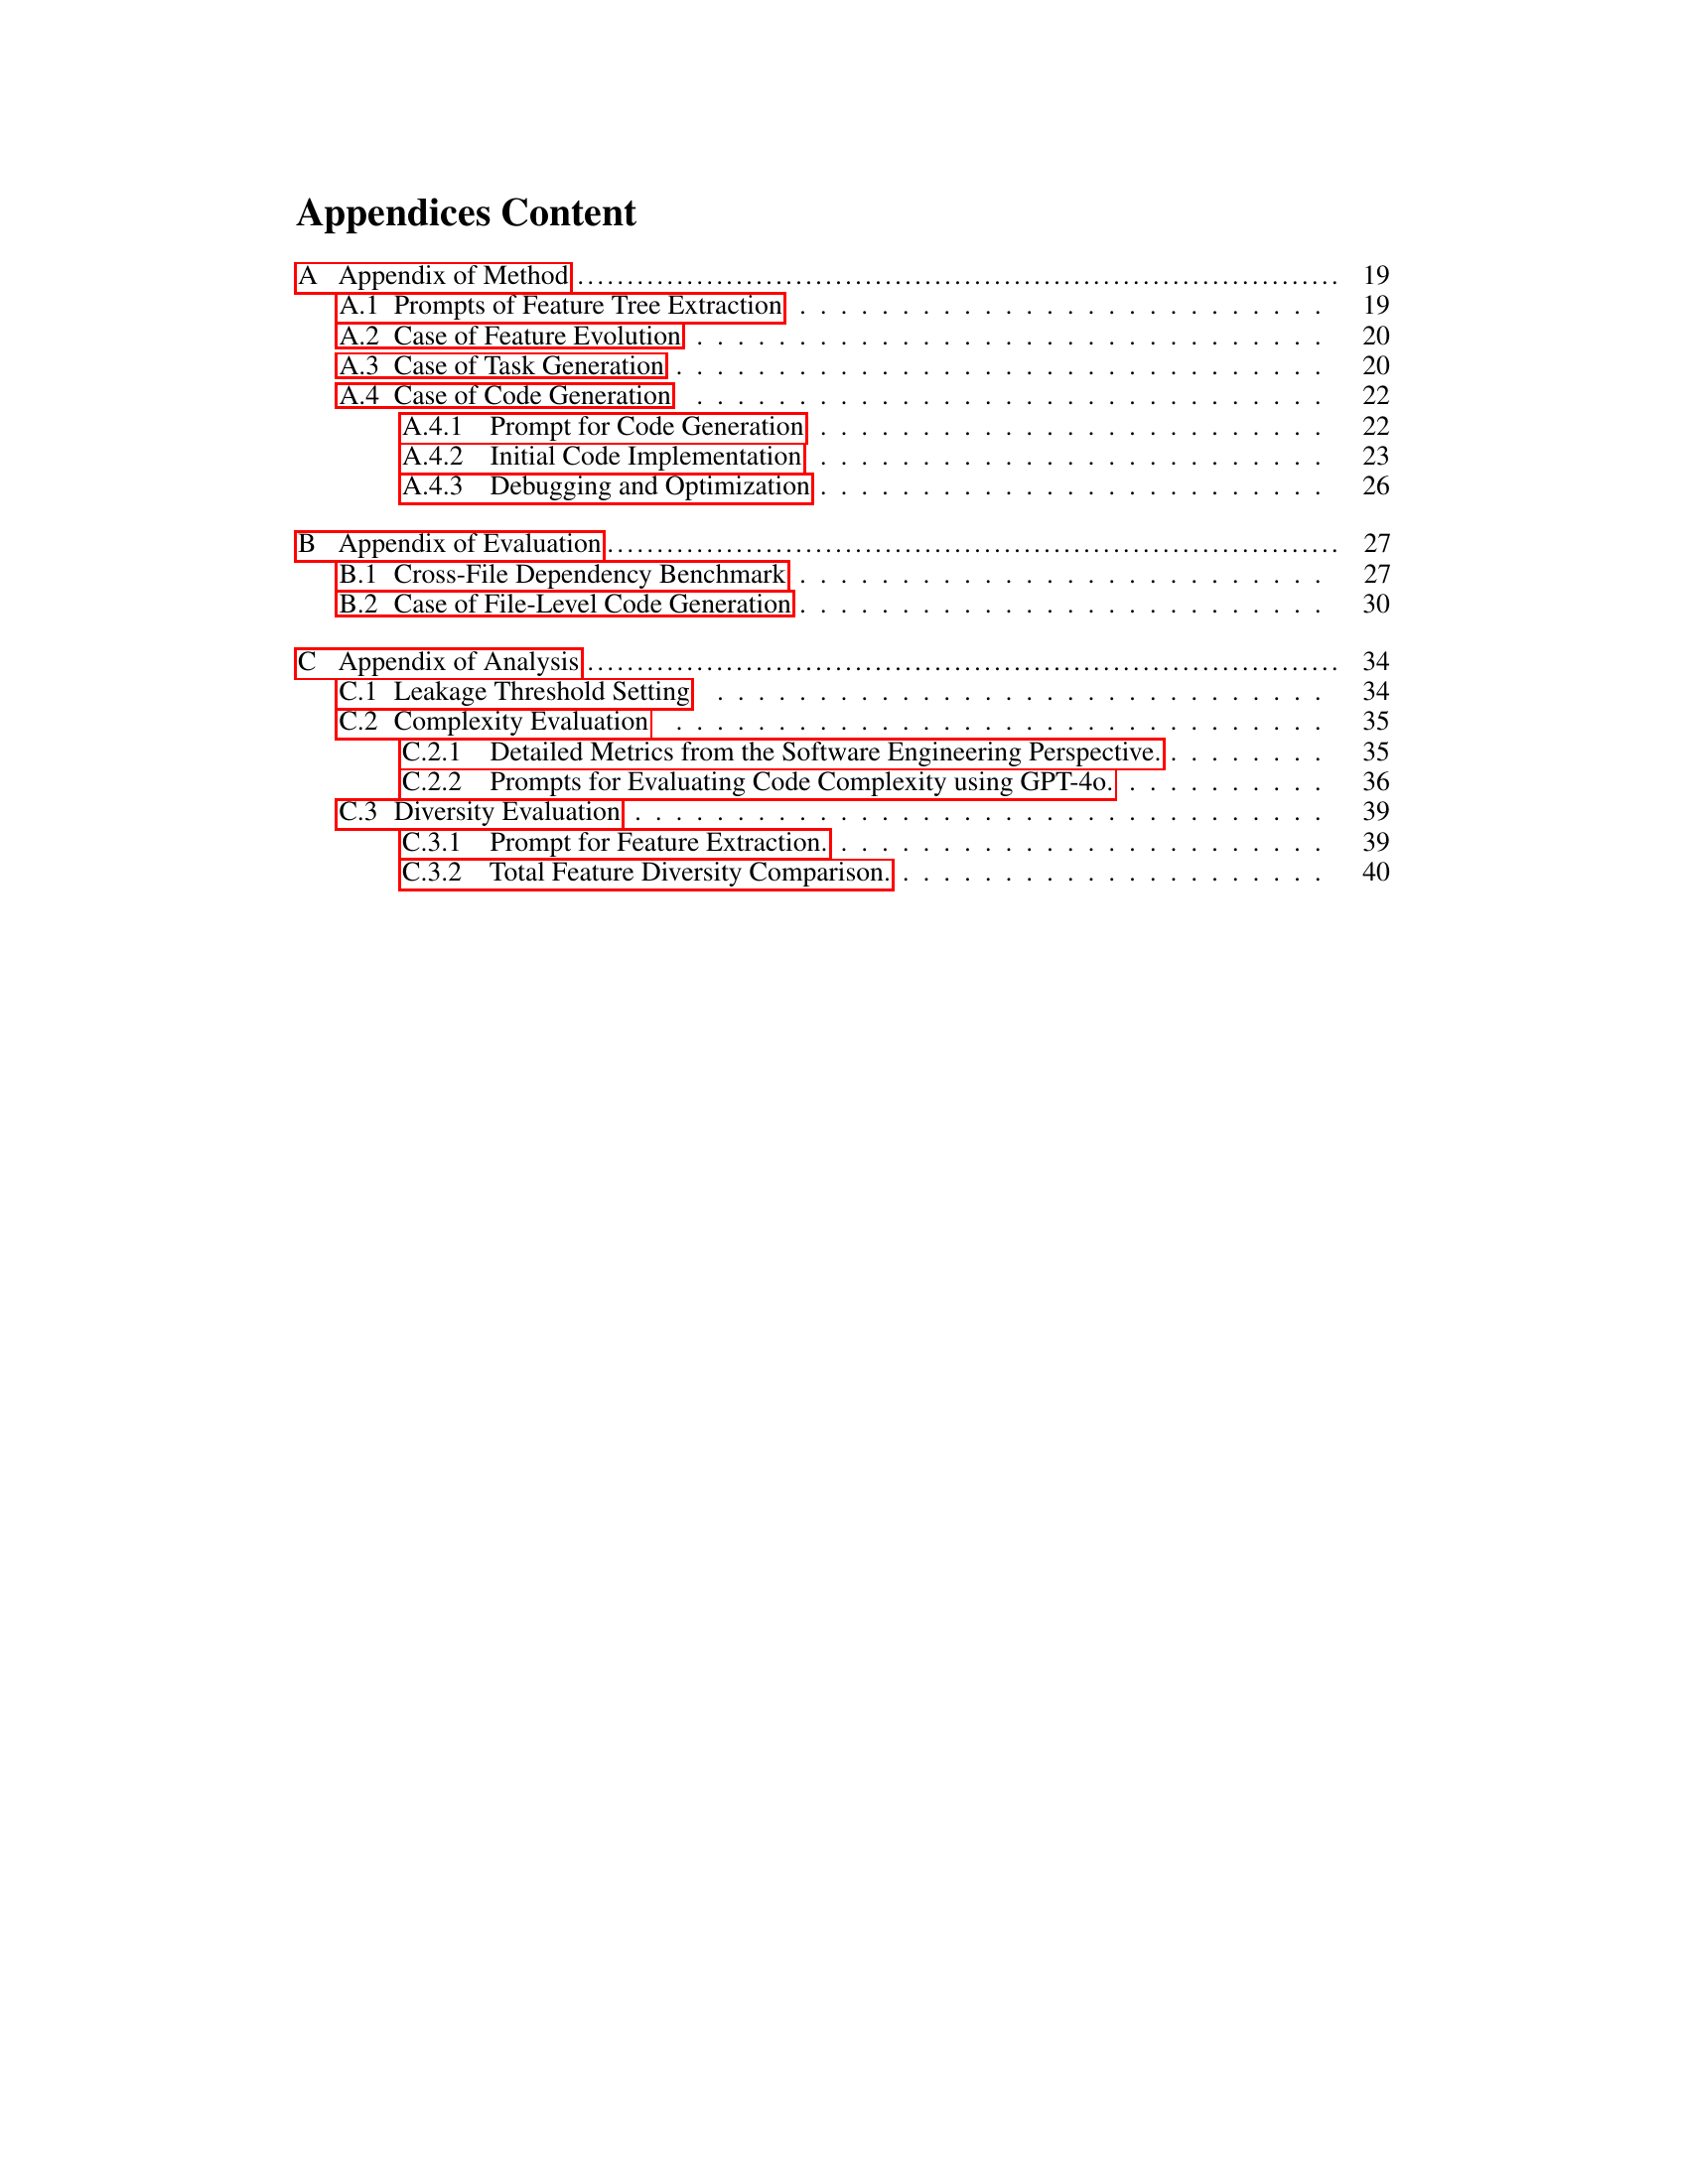 Appendices Content
A Appendix of Method 19
A.1 Prompts of Feature Tree Extraction 19
A.2 Case of Feature Evolution 20
A.3 Case of Task Generation 20
A.4 Case of Code Generation 22
A.4.1 Prompt for Code Generation 22
A.4.2 Initial Code Implementation 23
A.4.3 Debugging and Optimization 26
B Appendix of Evaluation 27
B.1 Cross-File Dependency Benchmark 27
B.2 Case of File-Level Code Generation 30
C Appendix of Analysis 34
C.1 Leakage Threshold Setting 34
C.2 Complexity Evaluation 35
C.2.1 Detailed Metrics from the Software Engineering Perspective. 35
C.2.2 Prompts for Evaluating Code Complexity using GPT-4o. 36
C.3 Diversity Evaluation 39
C.3.1 Prompt for Feature Extraction. 39
C.3.2 Total Feature Diversity Comparison. 40